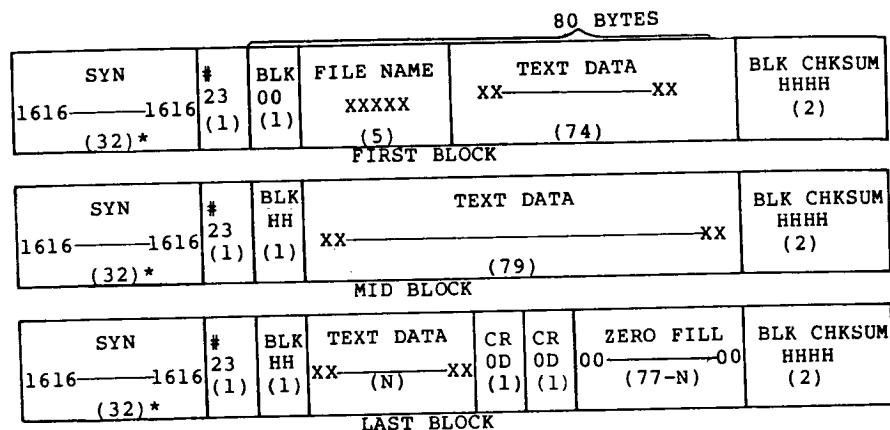 80 BYTES
SYN # BLK FILE NAME TEXT DATA BLK CHKSUM
1616————1616 23 00 XXXXX XX————XX HHHH
(32)* (1) (1) (5) (74) (2)
FIRST BLOCK
SYN # BLK TEXT DATA BLK CHKSUM
1616————1616 23 HH XX————XX HHHH
(32)* (1) (1) (79) (2)
MID BLOCK
SYN # BLK TEXT DATA CR CR ZERO FILL BLK CHKSUM
1616————1616 23 HH XX————XX 0D 0D 00————00 HHHH
(32)* (1) (1) (N) (1) (1) (77-N) (2)
LAST BLOCK